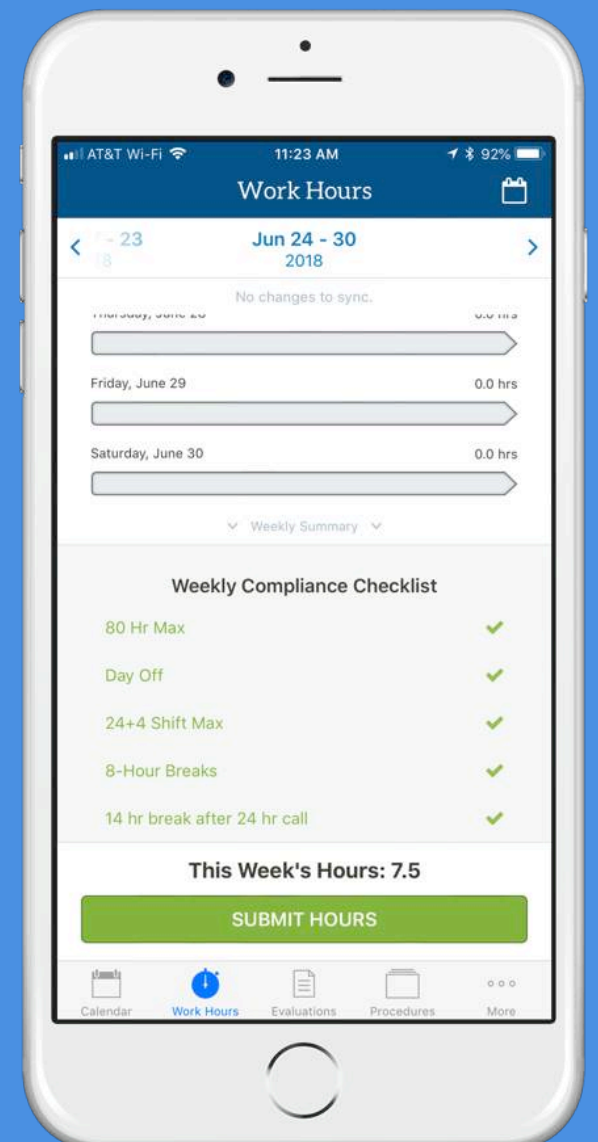 AT&T Wi-Fi 11:23 AM 92%
Work Hours
- 23 Jun 24 - 30
18 2018
No changes to sync.
Friday, June 29 0.0 hrs
Saturday, June 30 0.0 hrs
Weekly Summary
Weekly Compliance Checklist
80 Hr Max
Day Off
24+4 Shift Max
8-Hour Breaks
14 hr break after 24 hr call
This Week's Hours: 7.5
SUBMIT HOURS
Calendar Work Hours Evaluations Procedures More